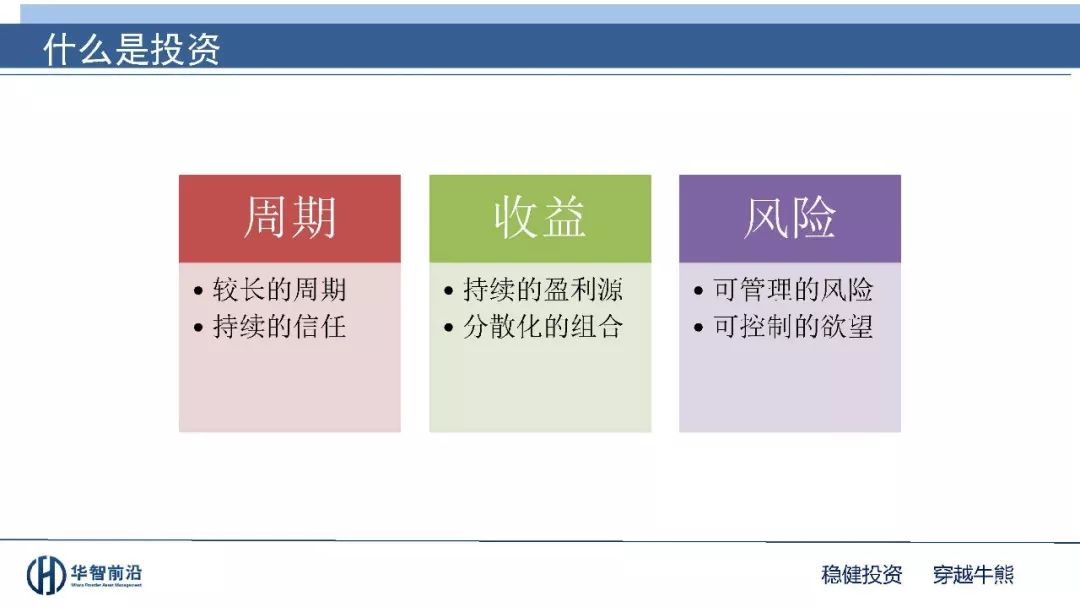 什么是投资
周期
• 较长的周期
• 持续的信任
收益
• 持续的盈利源
• 分散化的组合
风险
• 可管理的风险
• 可控制的欲望
华智前沿
稳健投资 穿越牛熊